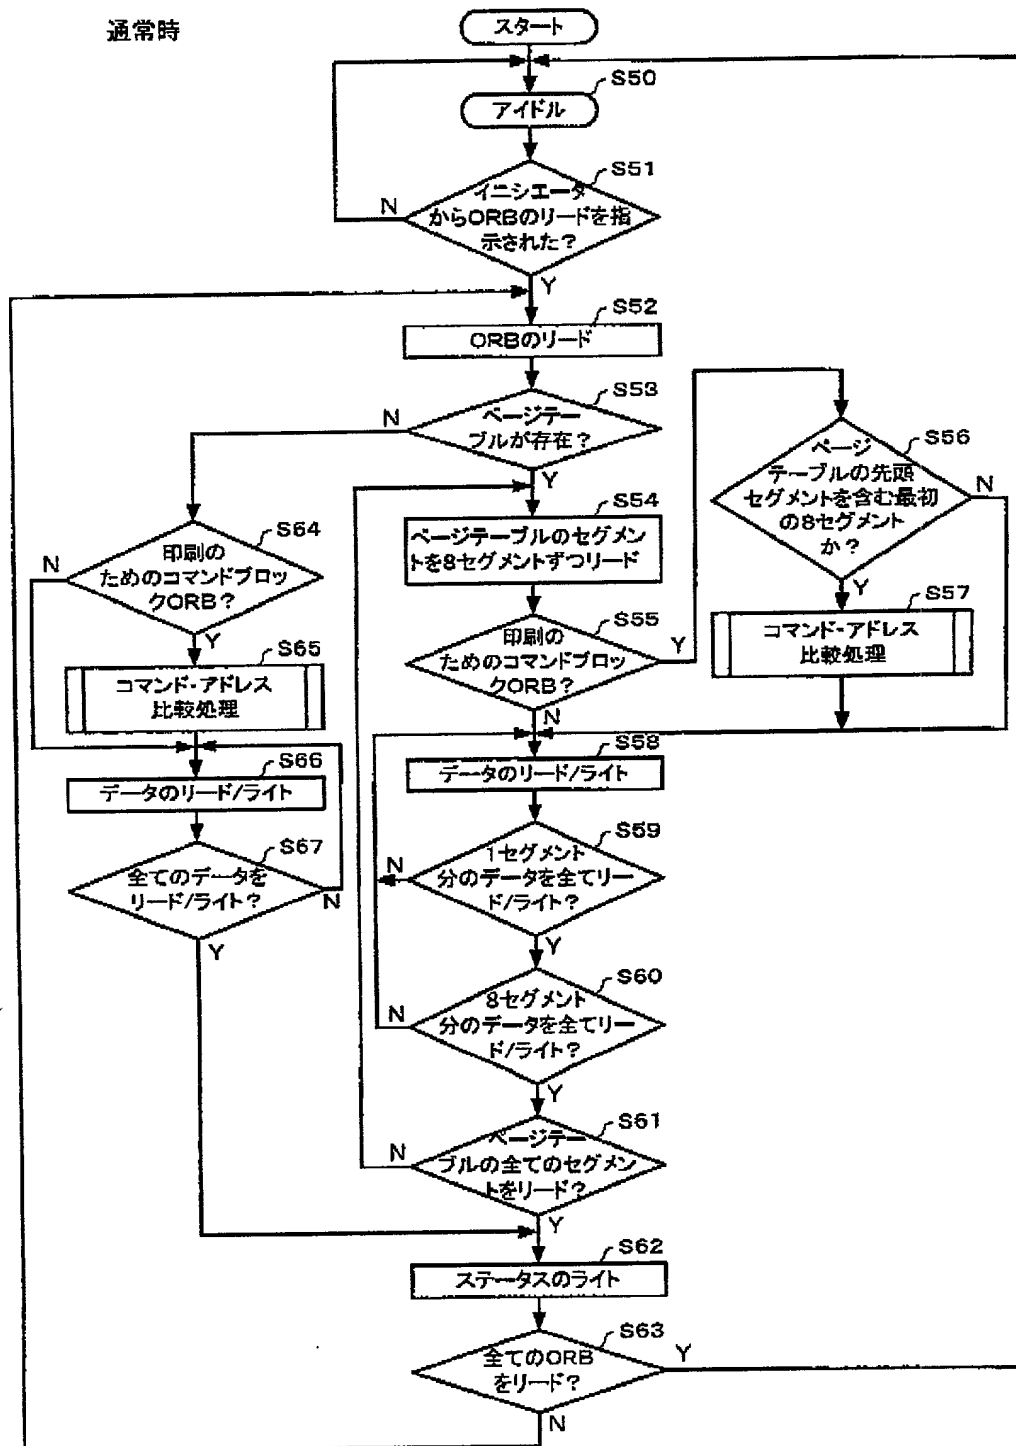 通常時
スタート
S50
アイドル
S51
イニシエータ
からORBのリードを指
示された?
N
Y
S52
ORBのリード
S53
ページテー
ブルが存在?
N
Y
S54
ページテーブルのセグメン
トを8セグメントずつリード
S55
印刷の
ためのコマンドブロッ
クORB?
Y
N
S56
ページ
テーブルの先頭
セグメントを含む最初
の8セグメント
か?
N
Y
S57
コマンド・アドレス
比較処理
S64
印刷の
ためのコマンドブロッ
クORB?
N
Y
S65
コマンド・アドレス
比較処理
S66
データのリード/ライト
S67
全てのデータを
リード/ライト?
N
Y
S58
データのリード/ライト
S59
1セグメント
分のデータを全てリー
ド/ライト?
N
Y
S60
8セグメント
分のデータを全てリー
ド/ライト?
N
Y
S61
ページテー
ブルの全てのセグメン
トをリード?
N
Y
S62
ステータスのライト
S63
全てのORB
をリード?
Y
N